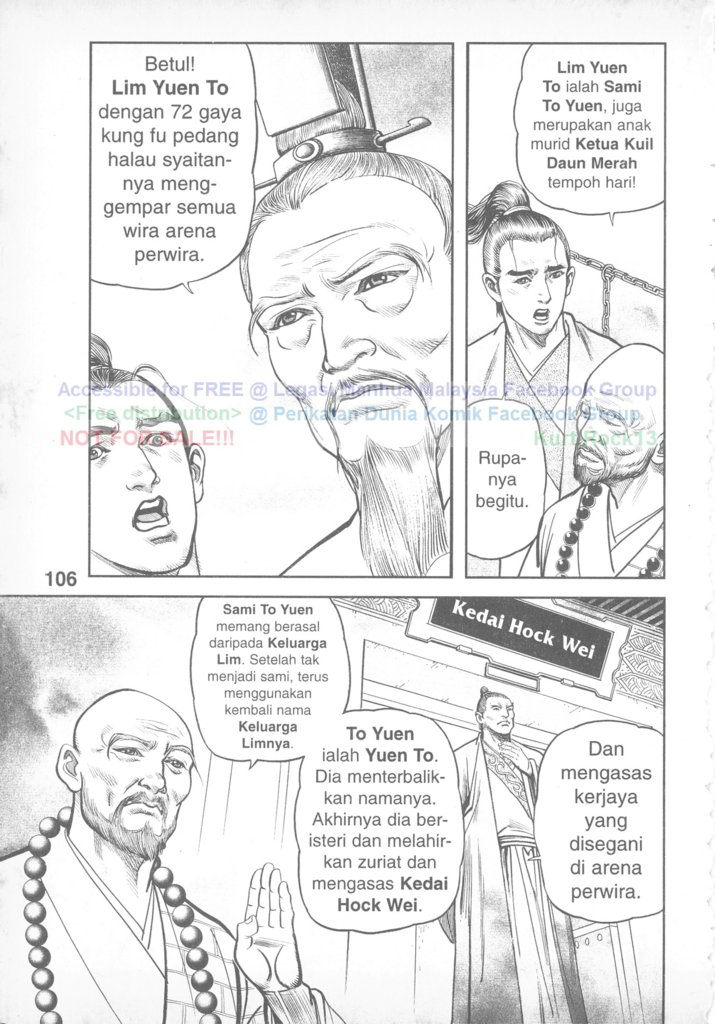 Betul!
Lim Yuen To
dengan 72 gaya
kung fu pedang
halau syaitan-
nya meng-
gempar semua
wira arena
perwira.
Lim Yuen
To ialah Sami
To Yuen, juga
merupakan anak
murid Ketua Kuil
Daun Merah
tempoh hari!
Accessible for FREE @ Legasi Manhua Malaysia Facebook Group
<Free distribution> @ Perkatan Dunia Komik Facebook Group
NOT FOR SALE!!!
Kurt Rock13
Rupa-
nya
begitu.
106
Sami To Yuen
memang berasal
daripada Keluarga
Lim. Setelah tak
menjadi sami, terus
menggunakan
kembali nama
Keluarga
Limnya.
Kedai Hock Wei
To Yuen
ialah Yuen To.
Dia menterbalik-
kan namanya.
Akhirnya dia ber-
isteri dan melahir-
kan zuriat dan
mengasas Kedai
Hock Wei.
Dan
mengasas
kerjaya
yang
disegani
di arena
perwira.